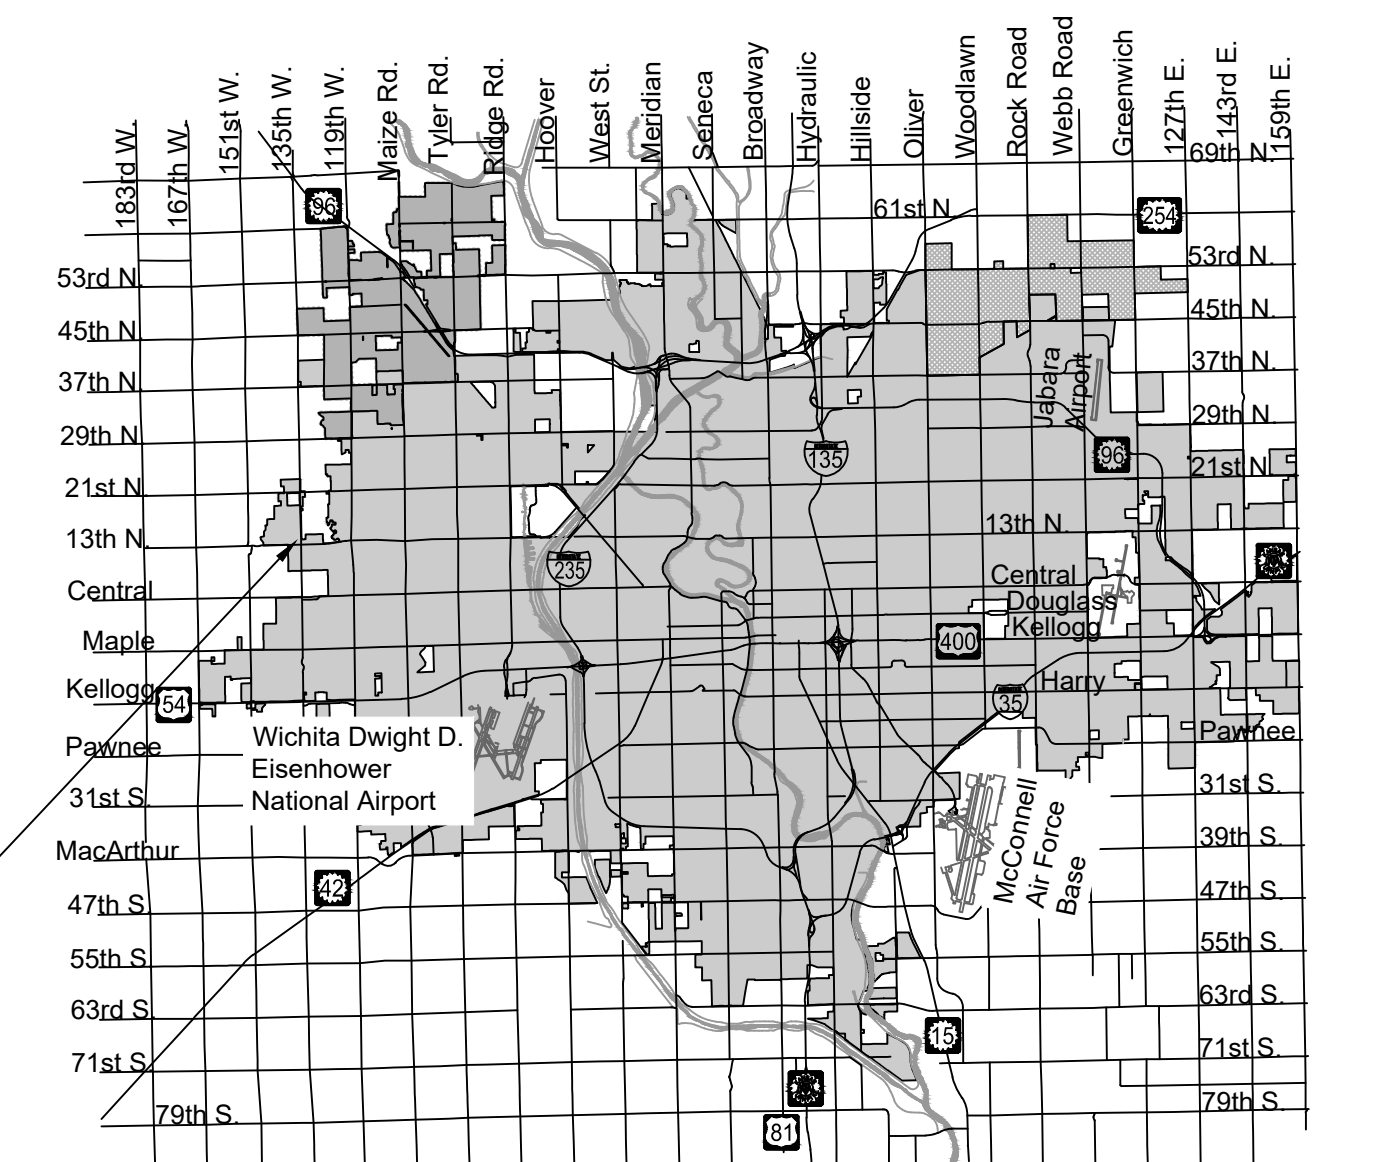 183rd W.
167th W.
151st W.
135th W.
119th W.
Maize Rd.
Tyler Rd.
Ridge Rd.
Hoover
West St.
Meridian
Seneca
Broadway
Hydraulic
Hillside
Oliver
Woodlawn
Rock Road
Webb Road
Greenwich
127th E.
143rd E.
159th E.
69th N.
96
61st N.
254
53rd N.
53rd N.
45th N.
45th N.
37th N.
37th N.
Jabara
Airport
29th N.
29th N.
135
96
21st N.
21st N.
13th N.
13th N.
235
Central
Central
Douglass
Kellogg
Maple
400
Kellogg
54
Harry
35
Wichita Dwight D.
Eisenhower
National Airport
Pawnee
Pawnee
31st S.
31st S.
McConnell
Air Force
Base
MacArthur
39th S.
42
47th S.
47th S.
55th S.
55th S.
63rd S.
63rd S.
15
71st S.
71st S.
79th S.
79th S.
81